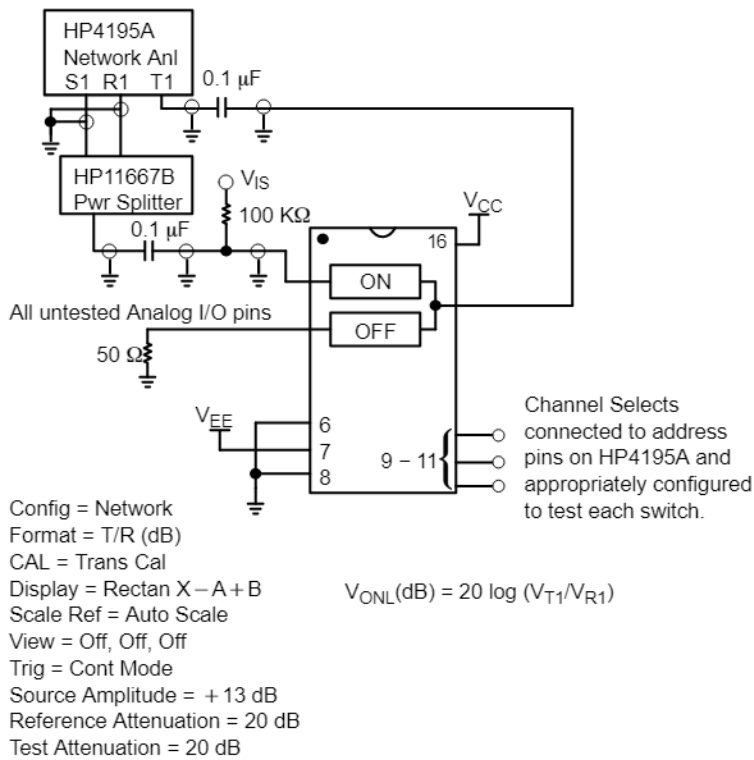 HP4195A
Network Anl
S1 R1 T1
0.1 μF
HP11667B
Pwr Splitter
V_IS
100 KΩ
0.1 μF
V_CC
16
ON
OFF
All untested Analog I/O pins
50 Ω
V_EE
6
7
8
9 – 11
Channel Selects
connected to address
pins on HP4195A and
appropriately configured
to test each switch.
Config = Network
Format = T/R (dB)
CAL = Trans Cal
Display = Rectan X – A + B
Scale Ref = Auto Scale
View = Off, Off, Off
Trig = Cont Mode
Source Amplitude = + 13 dB
Reference Attenuation = 20 dB
Test Attenuation = 20 dB
V_ONL(dB) = 20 log (V_T1/V_R1)